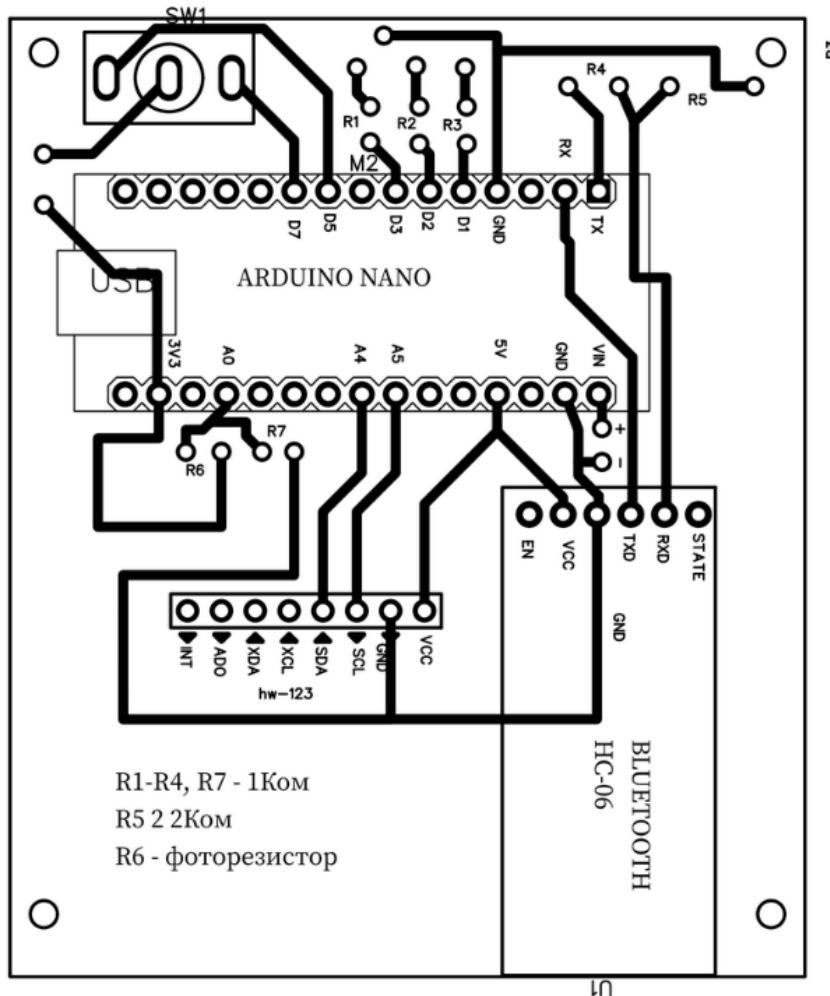 SW1
R4
R5
R1
R2
R3
M2
RX
D7
D5
D3
D2
D1
GND
TX
USB
ARDUINO NANO
3V3
A0
A4
A5
5V
GND
VIN
+
-
R6
R7
EN
VCC
TXD
RXD
STATE
GND
INT
ADO
XDA
XCL
SDA
SCL
GND
VCC
hw-123
BLUETOOTH
HC-06
R1-R4, R7 - 1Ком
R5 2 2Ком
R6 - фоторезистор
U1